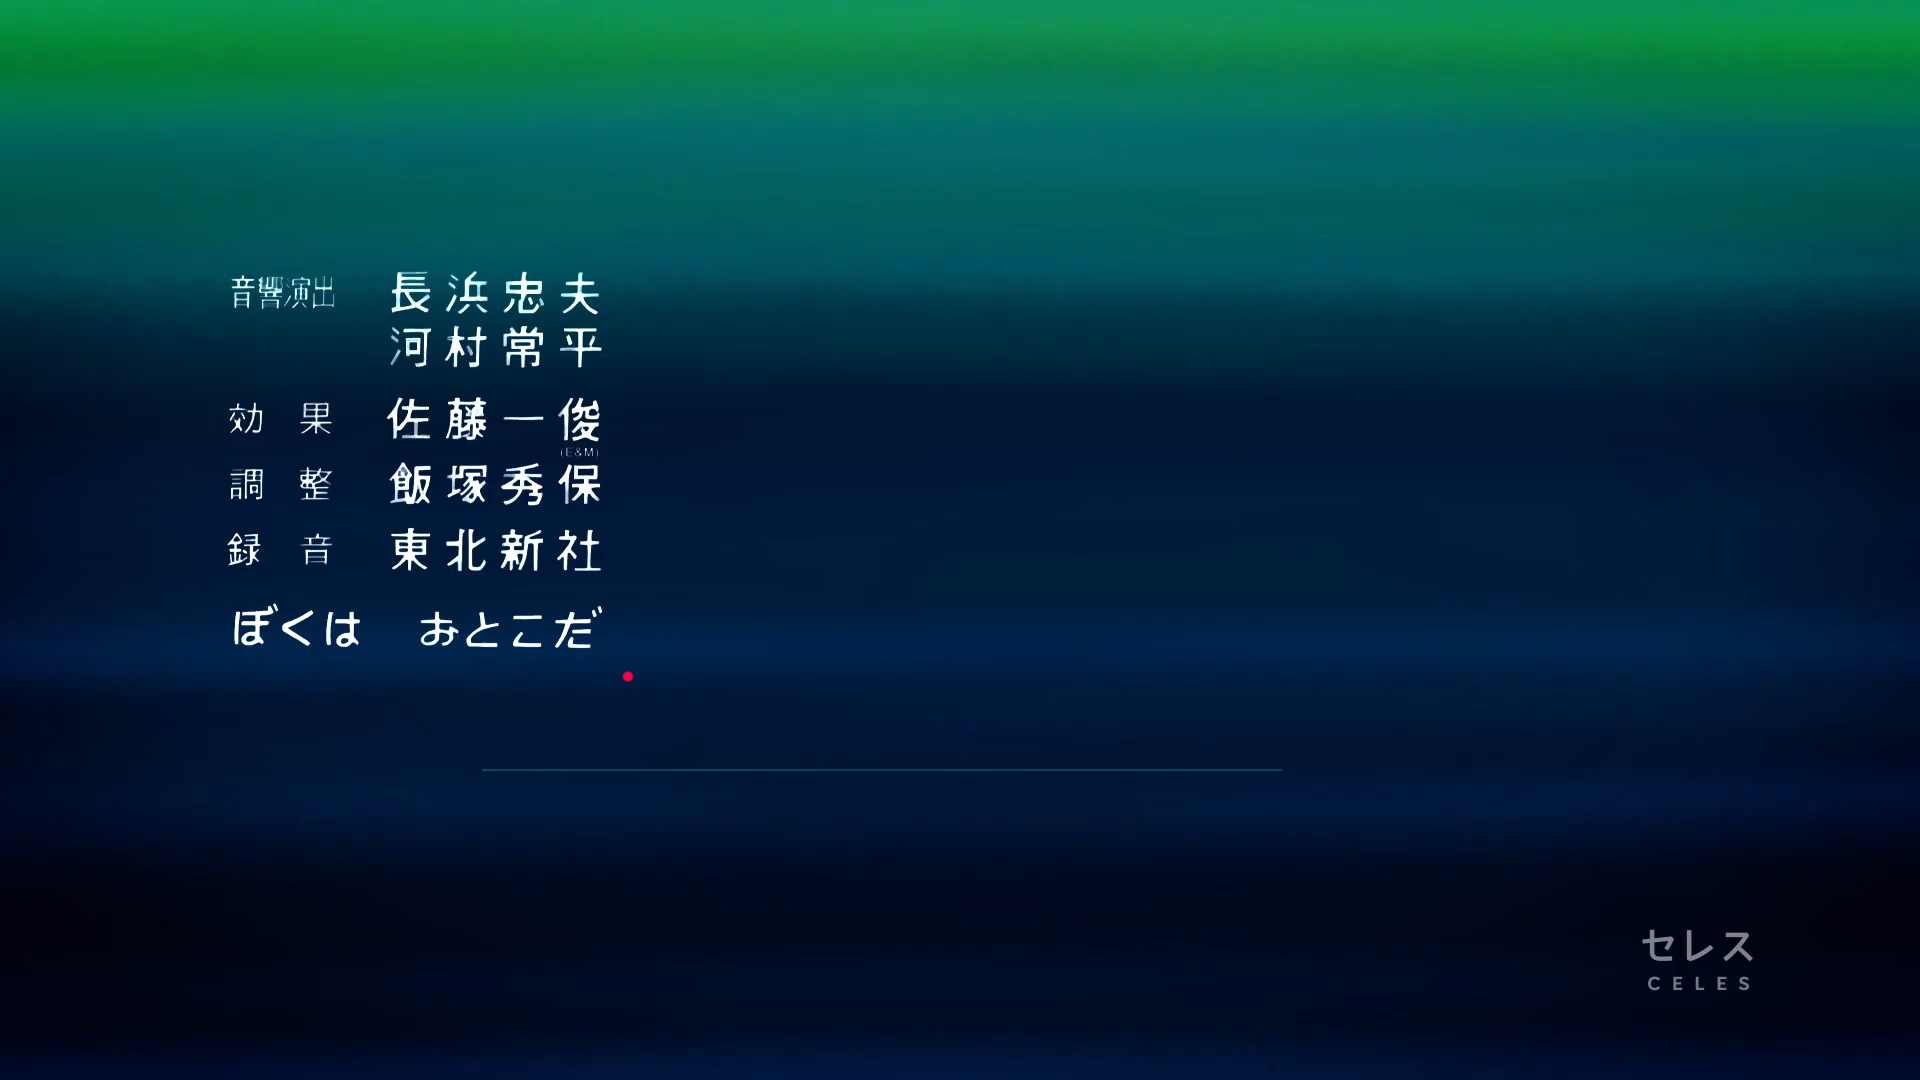 音響演出 長浜忠夫
河村常平
効果 佐藤一俊
(E&M)
調整 飯塚秀保
録音 東北新社
ぼくは おとこだ
セレス
CELES